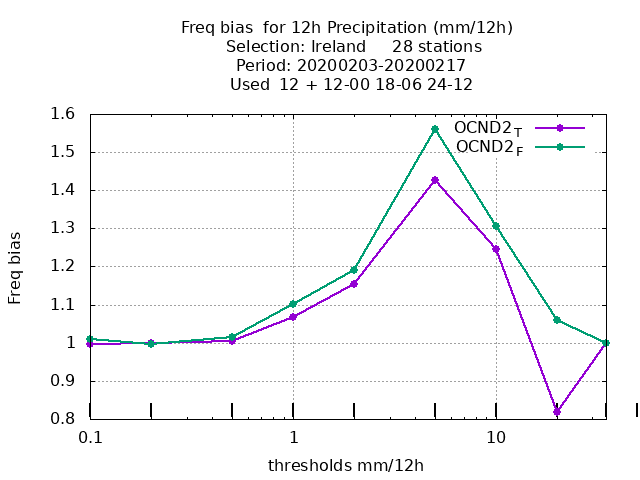 Freq bias  for 12h Precipitation (mm/12h)
Selection: Ireland     28 stations
Period: 20200203-20200217
Used  12 + 12-00 18-06 24-12
OCND2T
OCND2F
1.6
1.5
1.4
1.3
1.2
1.1
1
0.9
0.8
Freq bias
0.1
1
10
thresholds mm/12h